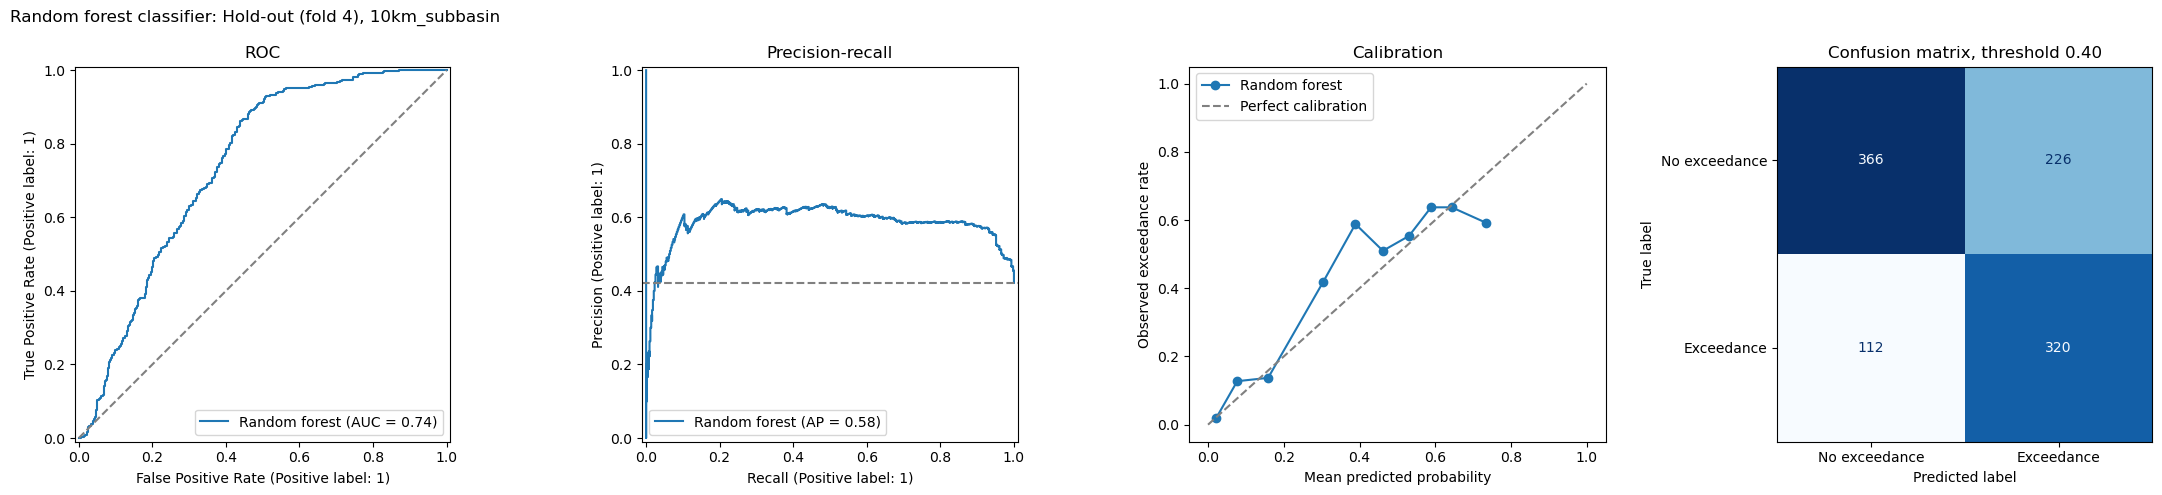 Random forest classifier: Hold-out (fold 4), 10km_subbasin
ROC
True Positive Rate (Positive label: 1)
1.0
0.8
0.6
0.4
0.2
0.0
Random forest (AUC = 0.74)
0.0 0.2 0.4 0.6 0.8 1.0
False Positive Rate (Positive label: 1)
Precision-recall
Precision (Positive label: 1)
1.0
0.8
0.6
0.4
0.2
0.0
Random forest (AP = 0.58)
0.0 0.2 0.4 0.6 0.8 1.0
Recall (Positive label: 1)
Calibration
Random forest
Perfect calibration
Observed exceedance rate
1.0
0.8
0.6
0.4
0.2
0.0
0.0 0.2 0.4 0.6 0.8 1.0
Mean predicted probability
Confusion matrix, threshold 0.40
True label
No exceedance 366 226
Exceedance 112 320
No exceedance Exceedance
Predicted label